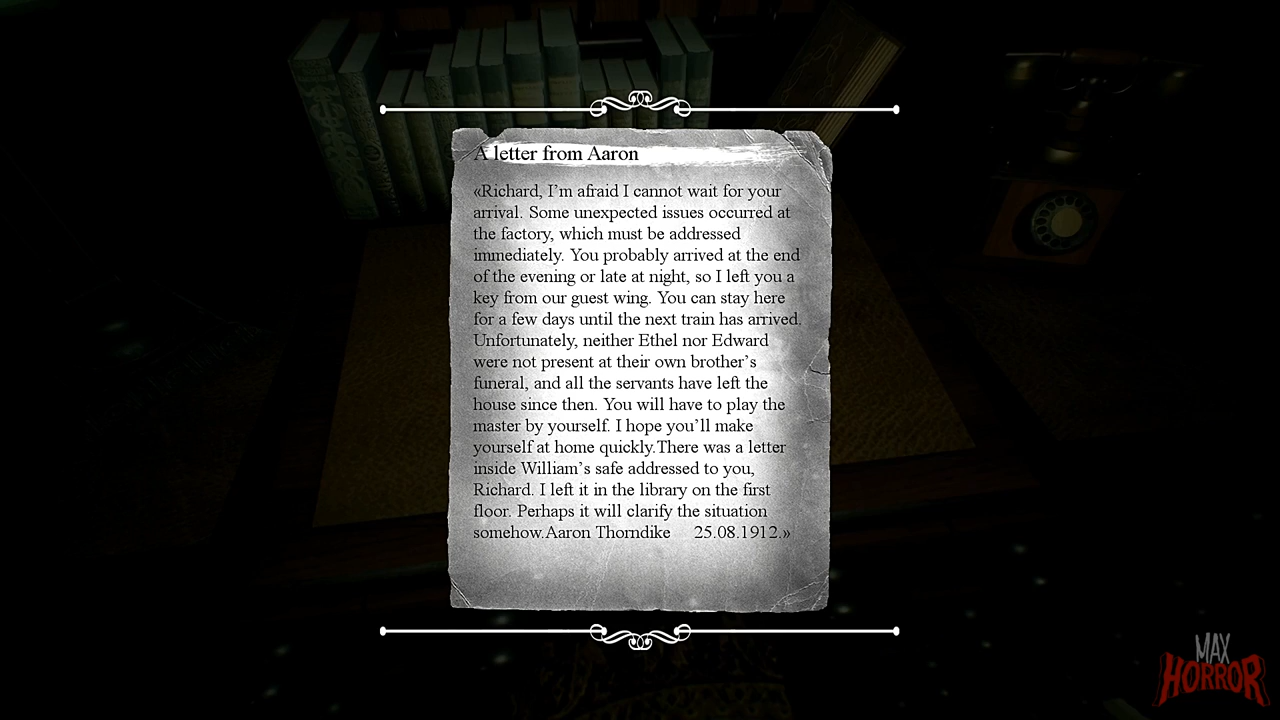 A letter from Aaron
«Richard, I’m afraid I cannot wait for your
arrival. Some unexpected issues occurred at
the factory, which must be addressed
immediately. You probably arrived at the end
of the evening or late at night, so I left you a
key from our guest wing. You can stay here
for a few days until the next train has arrived.
Unfortunately, neither Ethel nor Edward
were not present at their own brother’s
funeral, and all the servants have left the
house since then. You will have to play the
master by yourself. I hope you’ll make
yourself at home quickly.There was a letter
inside William’s safe addressed to you,
Richard. I left it in the library on the first
floor. Perhaps it will clarify the situation
somehow.Aaron Thorndike 25.08.1912.»
MAX
HORROR